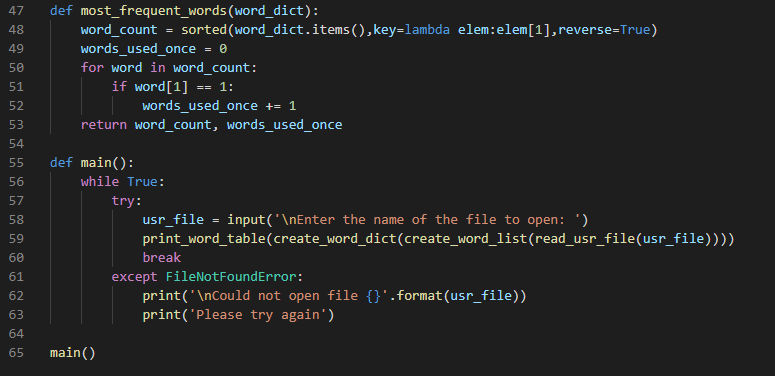 47 def most_frequent_words(word_dict):
48     word_count = sorted(word_dict.items(),key=lambda elem:elem[1],reverse=True)
49     words_used_once = 0
50     for word in word_count:
51         if word[1] == 1:
52             words_used_once += 1
53     return word_count, words_used_once
54
55 def main():
56     while True:
57         try:
58             usr_file = input('\nEnter the name of the file to open: ')
59             print_word_table(create_word_dict(create_word_list(read_usr_file(usr_file))))
60             break
61         except FileNotFoundError:
62             print('\nCould not open file {}'.format(usr_file))
63             print('Please try again')
64
65 main()